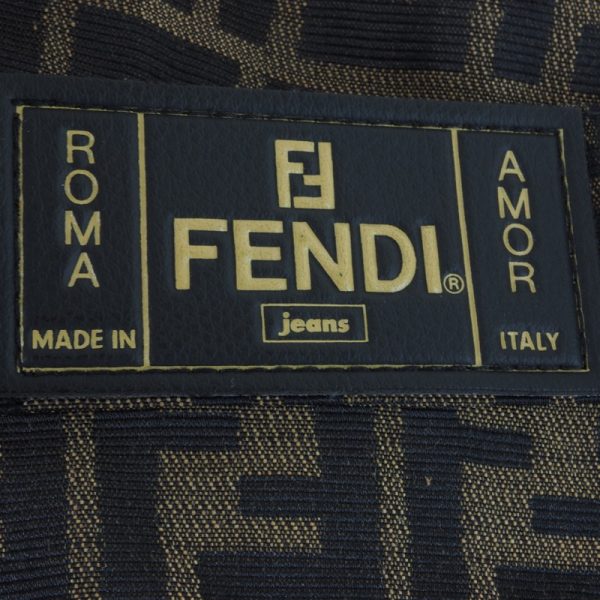 ROMA
MADE IN
FF
FENDI®
jeans
AMOR
ITALY